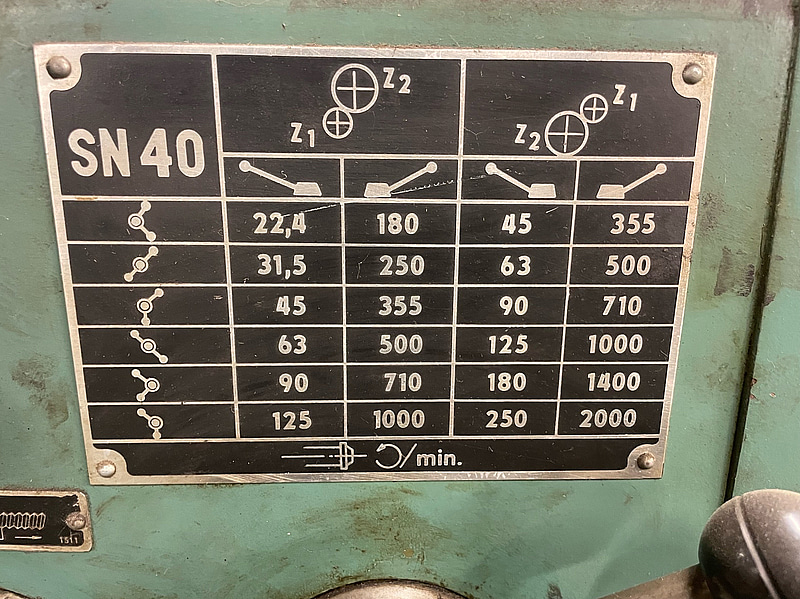 Z2 Z1
Z1 Z2
SN 40
22,4 180 45 355
31,5 250 63 500
45 355 90 710
63 500 125 1000
90 710 180 1400
125 1000 250 2000
/min.
1511